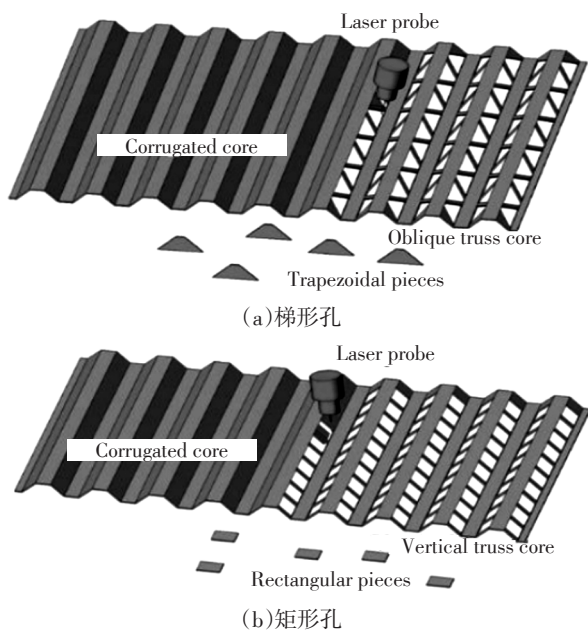 Laser probe
Corrugated core
Oblique truss core
Trapezoidal pieces
(a)梯形孔
Laser probe
Corrugated core
Vertical truss core
Rectangular pieces
(b)矩形孔